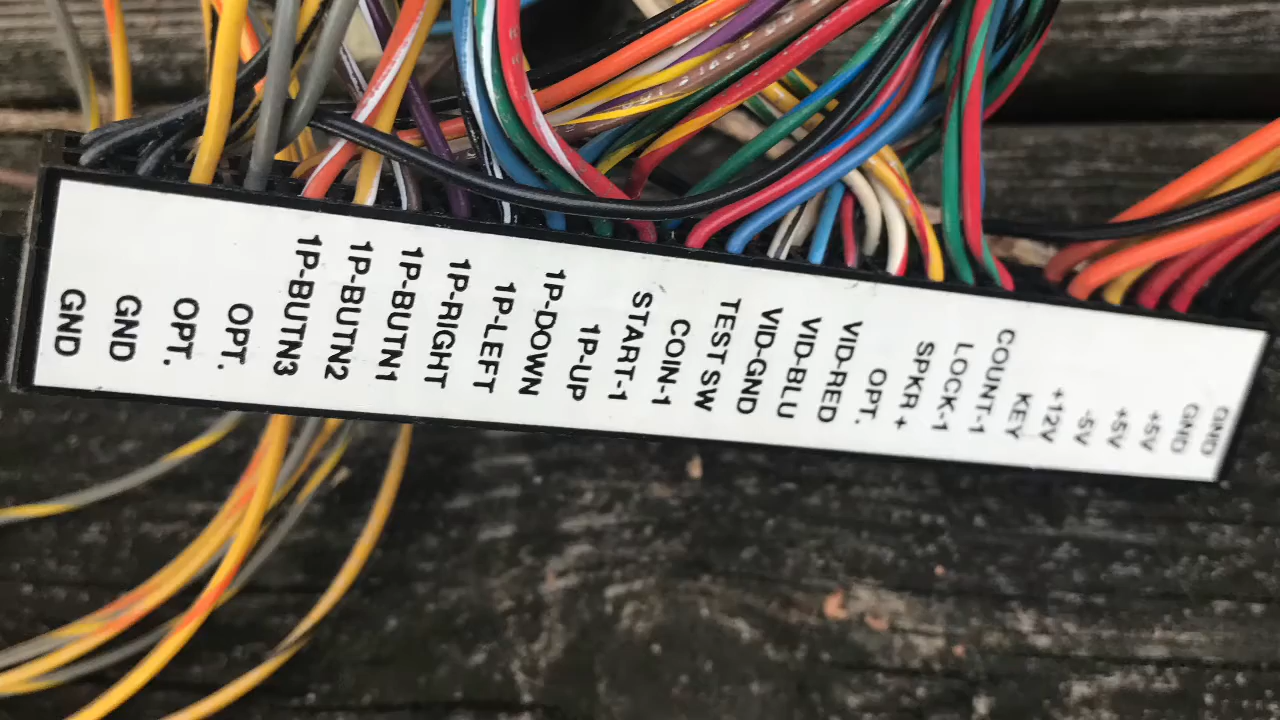 GND
GND
OPT.
OPT.
1P-BUTN3
1P-BUTN2
1P-BUTN1
1P-RIGHT
1P-LEFT
1P-DOWN
1P-UP
START-1
COIN-1
TEST SW
VID-GND
VID-BLU
VID-RED
OPT.
SPKR +
LOCK-1
COUNT-1
KEY
+12V
-5V
+5V
+5V
GND
GND